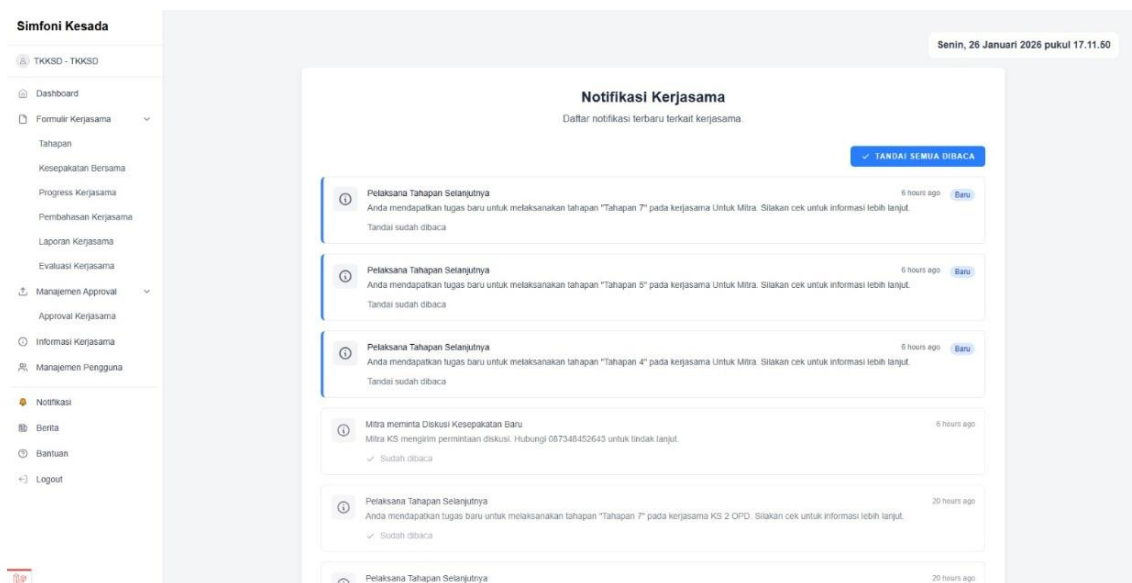 Simfoni Kesada
TKKSD - TKKSD
Dashboard
Formulir Kerjasama
Tahapan
Kesepakatan Bersama
Progress Kerjasama
Pembahasan Kerjasama
Laporan Kerjasama
Evaluasi Kerjasama
Manajemen Approval
Approval Kerjasama
Informasi Kerjasama
Manajemen Pengguna
Notifikasi
Berita
Bantuan
Logout
Senin, 26 Januari 2026 pukul 17.11.50
Notifikasi Kerjasama
Daftar notifikasi terbaru terkait kerjasama
TANDAI SEMUA DIBACA
Pelaksana Tahapan Selanjutnya 6 hours ago Baru
Anda mendapatkan tugas baru untuk melaksanakan tahapan "Tahapan 7" pada kerjasama Untuk Mitra. Silakan cek untuk informasi lebih lanjut.
Tandai sudah dibaca
Pelaksana Tahapan Selanjutnya 6 hours ago Baru
Anda mendapatkan tugas baru untuk melaksanakan tahapan "Tahapan 5" pada kerjasama Untuk Mitra. Silakan cek untuk informasi lebih lanjut.
Tandai sudah dibaca
Pelaksana Tahapan Selanjutnya 6 hours ago Baru
Anda mendapatkan tugas baru untuk melaksanakan tahapan "Tahapan 4" pada kerjasama Untuk Mitra. Silakan cek untuk informasi lebih lanjut.
Tandai sudah dibaca
Mitra meminta Diskusi Kesepakatan Baru 6 hours ago
Mitra KS mengirim permintaan diskusi. Hubungi 087348452643 untuk tindak lanjut.
Sudah dibaca
Pelaksana Tahapan Selanjutnya 20 hours ago
Anda mendapatkan tugas baru untuk melaksanakan tahapan "Tahapan 7" pada kerjasama KS 2 OPD. Silakan cek untuk informasi lebih lanjut.
Sudah dibaca
Pelaksana Tahapan Selanjutnya 20 hours ago